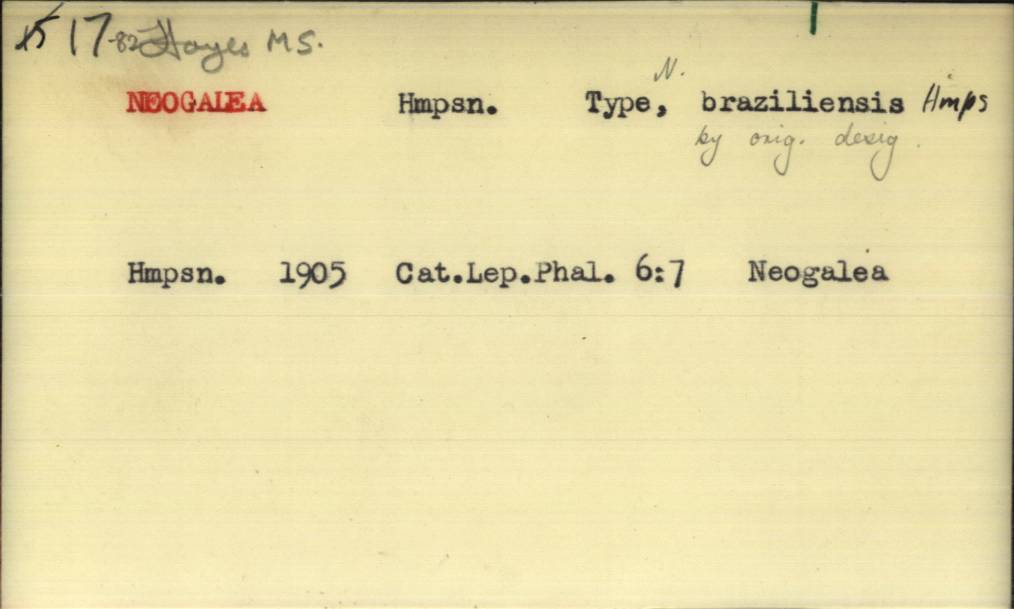 15 17-82 Hayes MS.
NEOGALEA Hmpsn. Type, N. braziliensis Hmps
by orig. desig.
Hmpsn. 1905 Cat.Lep.Phal. 6:7 Neogalea